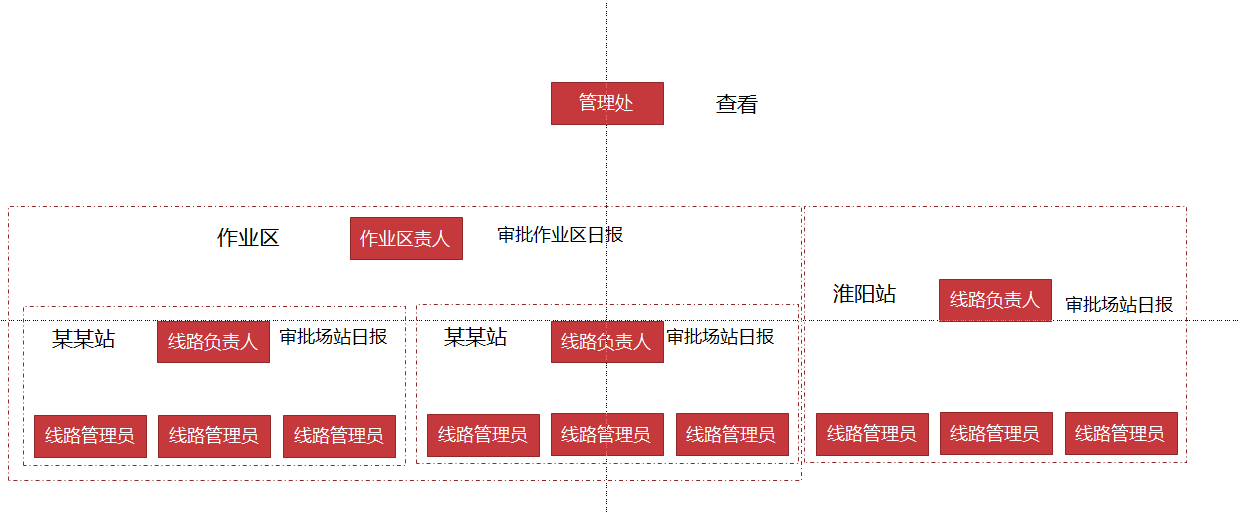 管理处
查看
作业区
作业区责人
审批作业区日报
淮阳站
线路负责人
审批场站日报
某某站
线路负责人
审批场站日报
某某站
线路负责人
审批场站日报
线路管理员
线路管理员
线路管理员
线路管理员
线路管理员
线路管理员
线路管理员
线路管理员
线路管理员